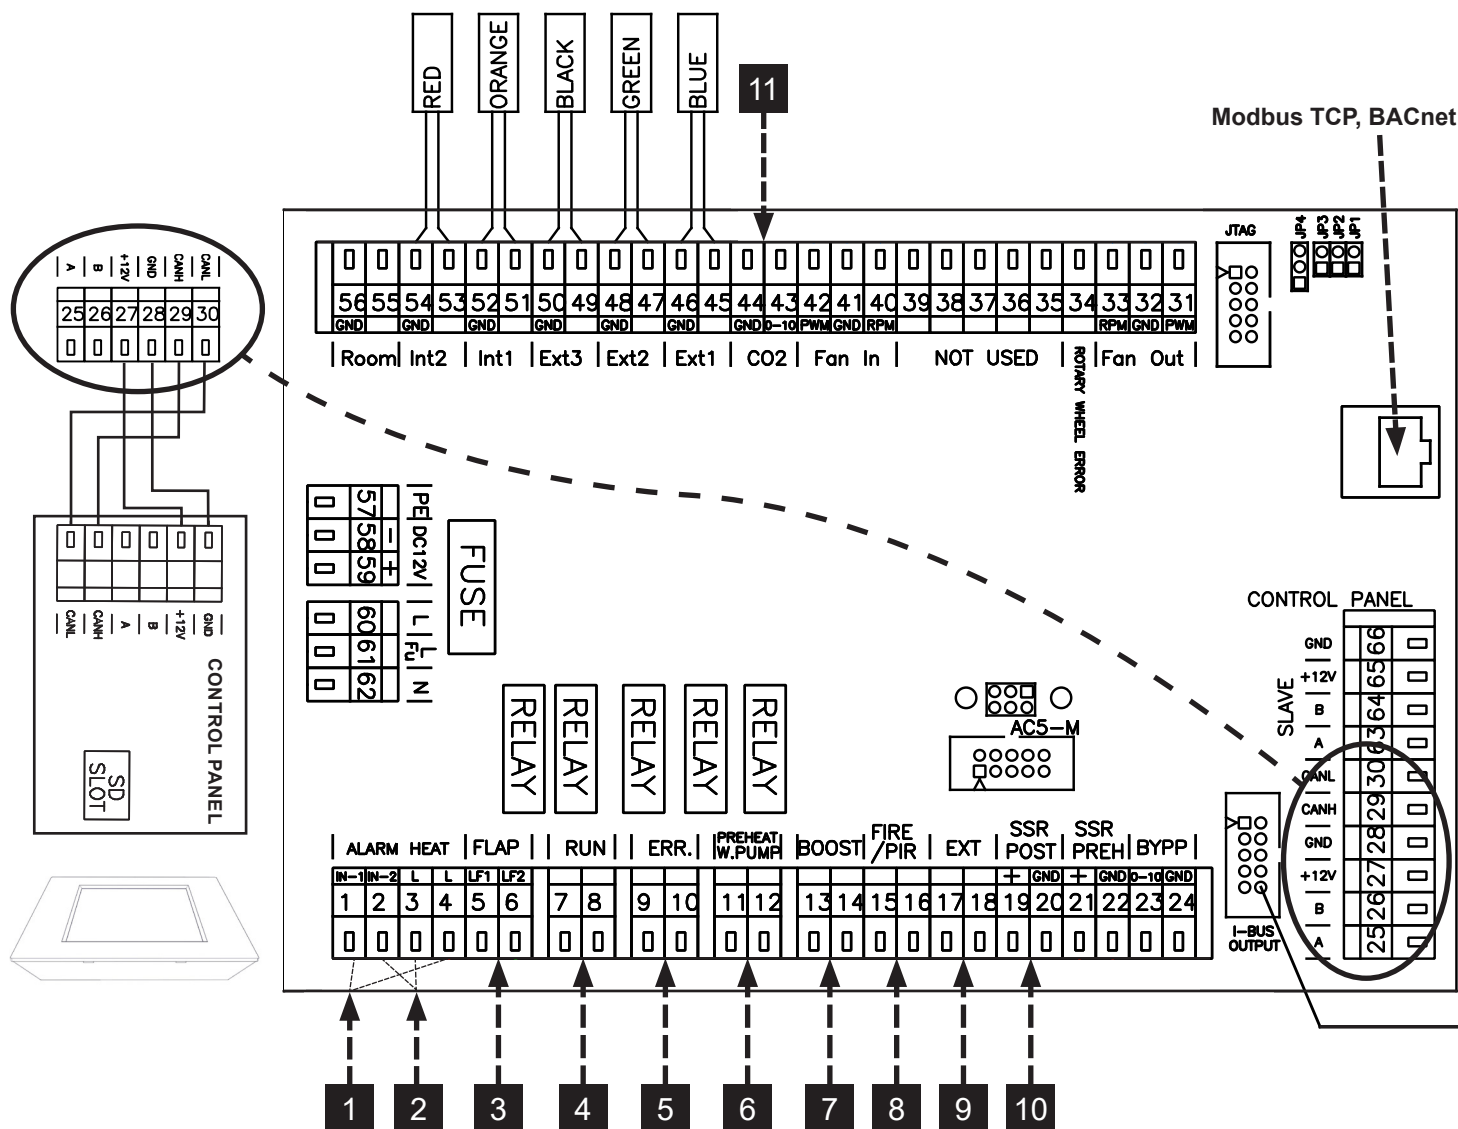 RED
ORANGE
BLACK
GREEN
BLUE
11
Modbus TCP, BACnet
JTAG
JP4
JP3
JP2
JP1
A B +12V GND CANH CANL
25 26 27 28 29 30
56 55 54 53 52 51 50 49 48 47 46 45 44 43 42 41 40 39 38 37 36 35 34 33 32 31
GND GND GND GND GND GND GND 0-10 PWM GND RPM RPM GND PWM
Room Int2 Int1 Ext3 Ext2 Ext1 CO2 Fan In NOT USED ROTARY WHEEL ERROR Fan Out
57 PE
58 - DC12V
59 +
60 L
61 L Fu
62 N
FUSE
CANL CANH A B +12V GND
CONTROL PANEL
SD SLOT
RELAY
RELAY
RELAY
RELAY
RELAY
AC5-M
CONTROL PANEL
SLAVE
GND 66
+12V 65
B 64
A 63
CANL 30
CANH 29
GND 28
+12V 27
B 26
A 25
I-BUS
OUTPUT
ALARM HEAT FLAP RUN ERR. PREHEAT W.PUMP BOOST FIRE /PIR EXT SSR POST SSR PREH BYPP
IN-1 IN-2 L L LF1 LF2 + GND + GND 0-10 GND
1 2 3 4 5 6 7 8 9 10 11 12 13 14 15 16 17 18 19 20 21 22 23 24
1 2 3 4 5 6 7 8 9 10